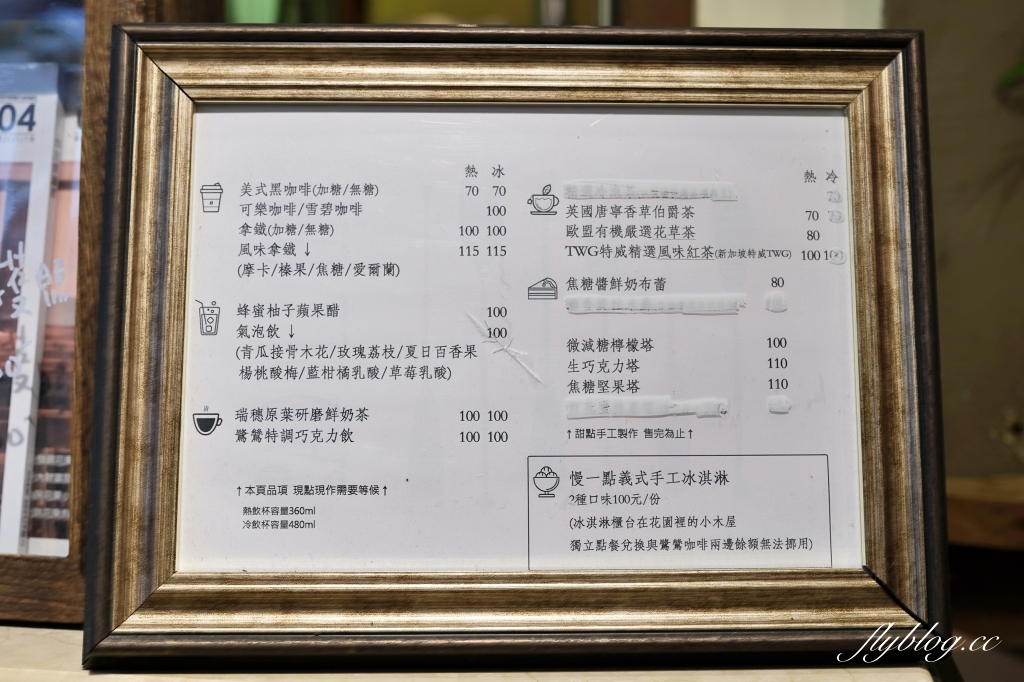 04
熱 冰
美式黑咖啡(加糖/無糖) 70 70
可樂咖啡/雪碧咖啡 100
拿鐵(加糖/無糖) 100 100
風味拿鐵↓ 115 115
(摩卡/榛果/焦糖/愛爾蘭)
蜂蜜柚子蘋果醋 100
氣泡飲↓ 100
(青瓜接骨木花/玫瑰荔枝/夏日百香果
楊桃酸梅/藍柑橘乳酸/草莓乳酸)
瑞穗原葉研磨鮮奶茶 100 100
鷺鷥特調巧克力飲 100 100
↑本頁品項 現點現作需要等候↑
熱飲杯容量360ml
冷飲杯容量480ml
熱 冷
英國唐寧香草伯爵茶 70
歐盟有機嚴選花草茶 80
TWG特威精選風味紅茶(新加坡特威TWG) 100
焦糖醬鮮奶布蕾 80
微減糖檸檬塔 100
生巧克力塔 110
焦糖堅果塔 110
↑甜點手工製作 售完為止↑
慢一點義式手工冰淇淋
2種口味100元/份
(冰淇淋櫃台在花園裡的小木屋
獨立點餐兌換與鷺鷥咖啡兩邊餘額無法挪用)
flyblog.cc